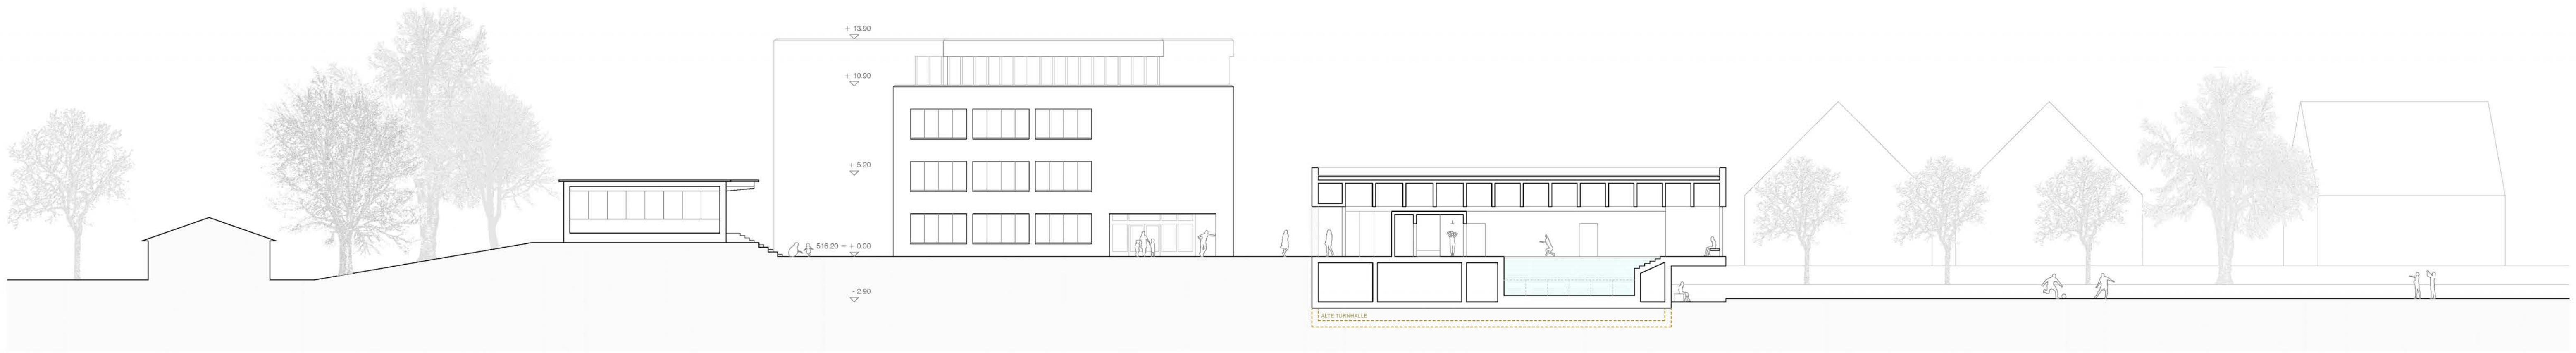 + 13.90
+ 10.90
+ 5.20
516.20 = + 0.00
- 2.90
ALTE TURNHALLE